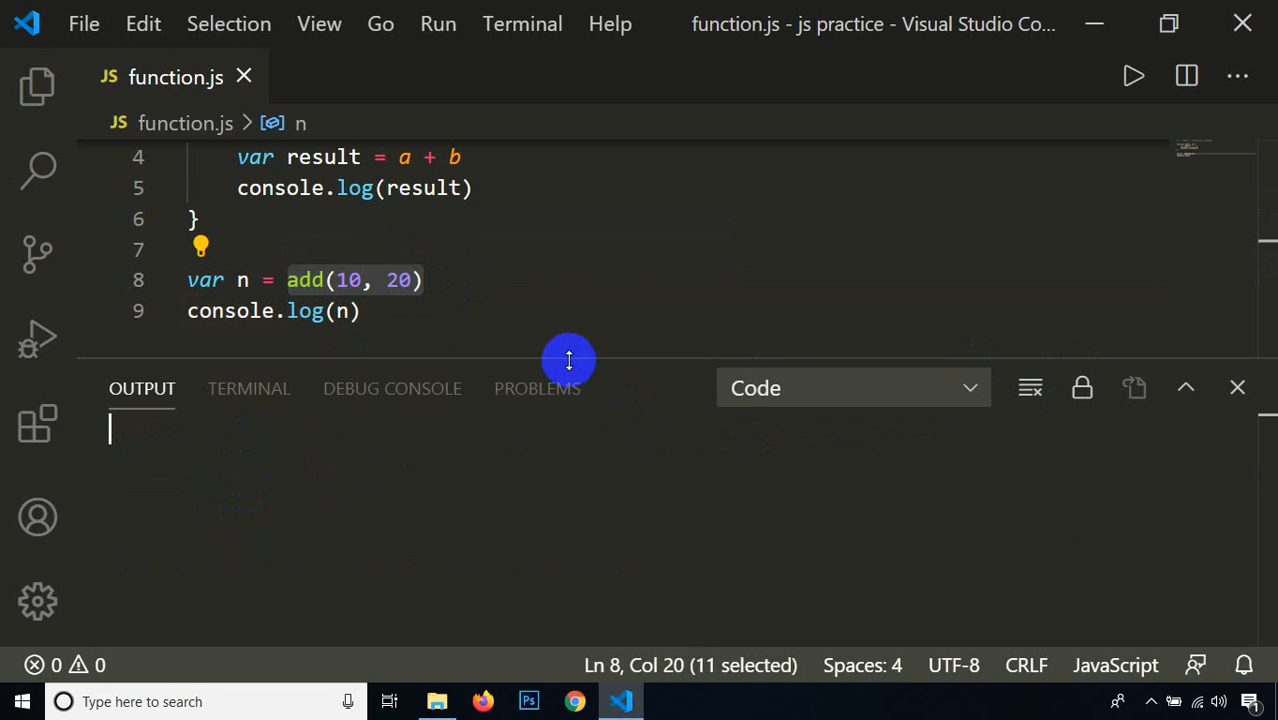 File Edit Selection View Go Run Terminal Help function.js - js practice - Visual Studio Co...
JS function.js
JS function.js > n
4 var result = a + b
5 console.log(result)
6 }
7
8 var n = add(10, 20)
9 console.log(n)
OUTPUT TERMINAL DEBUG CONSOLE PROBLEMS Code
0 0 Ln 8, Col 20 (11 selected) Spaces: 4 UTF-8 CRLF JavaScript
Type here to search Ps 1